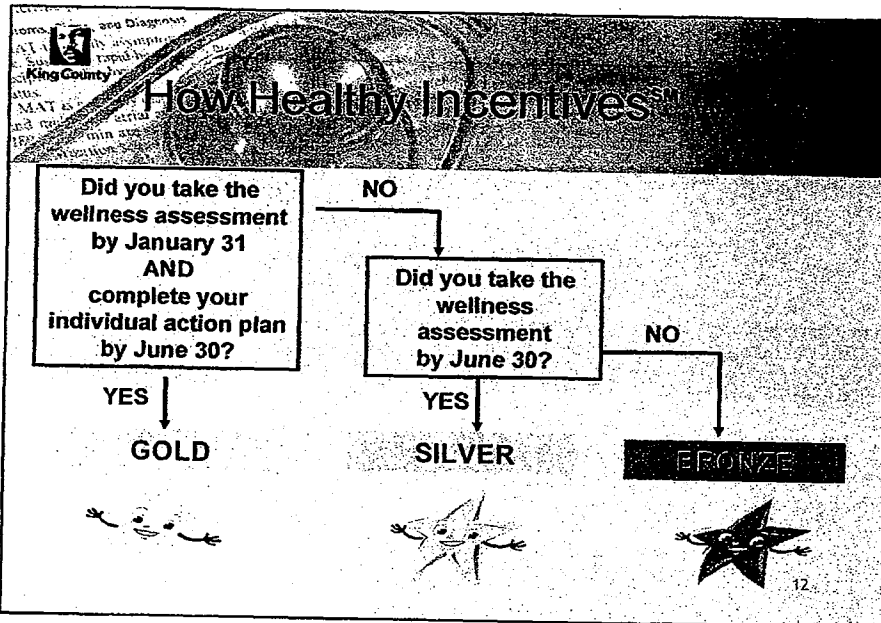 King County
How Healthy Incentives℠
Did you take the
wellness assessment
by January 31
AND
complete your
individual action plan
by June 30?
NO
Did you take the
wellness
assessment
by June 30?
NO
YES
YES
GOLD
SILVER
BRONZE
12